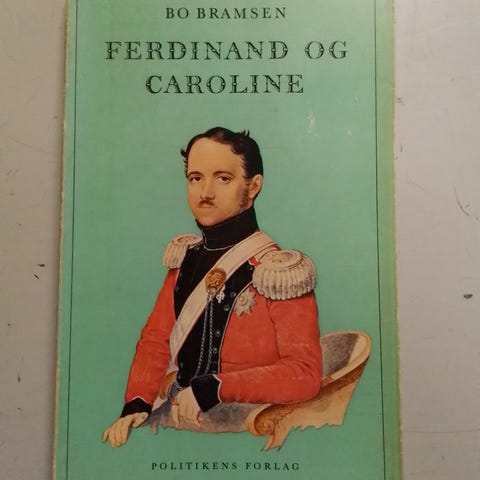 BO BRAMSEN
FERDINAND OG
CAROLINE
POLITIKENS FORLAG